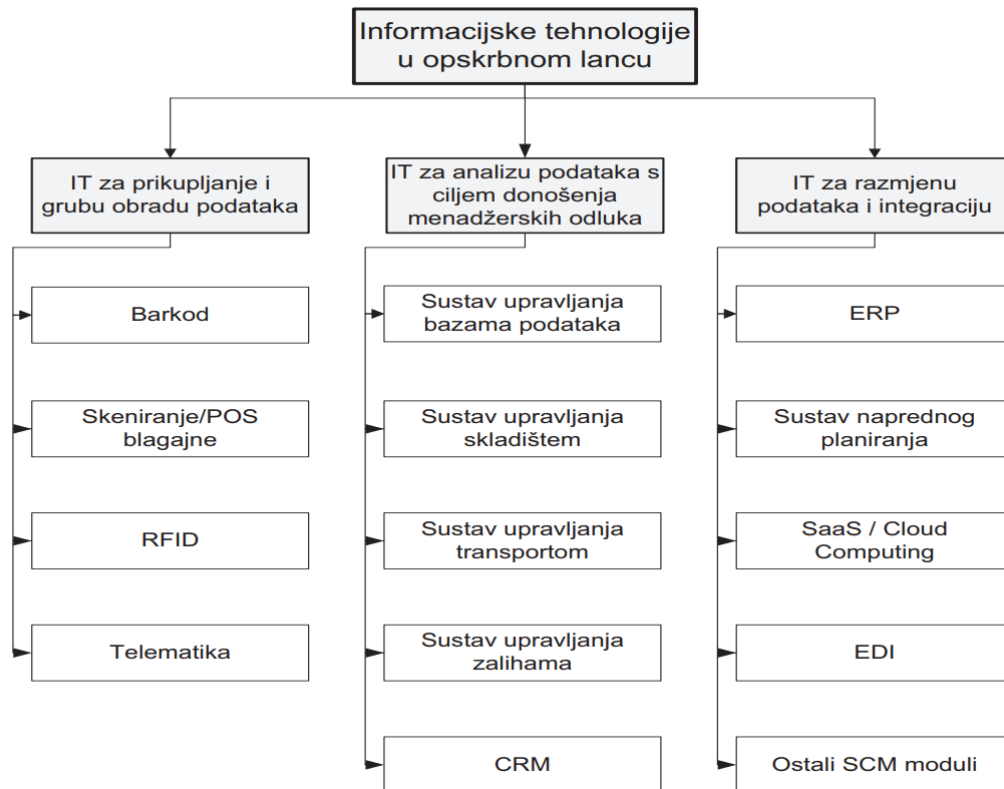 Informacijske tehnologije
u opskrbnom lancu
IT za prikupljanje i
grubu obradu podataka
IT za analizu podataka s
ciljem donošenja
menadžerskih odluka
IT za razmjenu
podataka i integraciju
Barkod
Skeniranje/POS
blagajne
RFID
Telematika
Sustav upravljanja
bazama podataka
Sustav upravljanja
skladištem
Sustav upravljanja
transportom
Sustav upravljanja
zalihama
CRM
ERP
Sustav naprednog
planiranja
SaaS / Cloud
Computing
EDI
Ostali SCM moduli